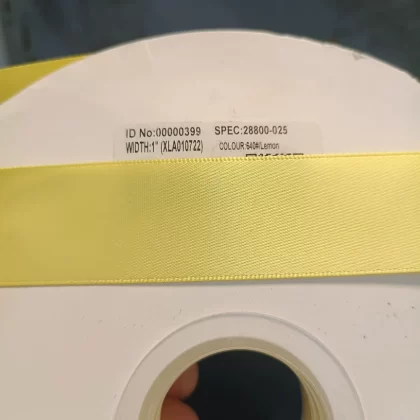 ID No:00000399 SPEC:28800-025
WIDTH:1" (XLA010722) COLOUR:640#/Lemon